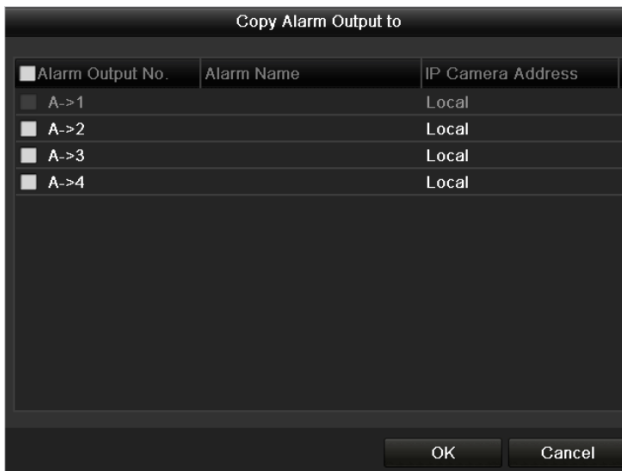 Copy Alarm Output to
Alarm Output No. Alarm Name IP Camera Address
A->1 Local
A->2 Local
A->3 Local
A->4 Local
OK Cancel